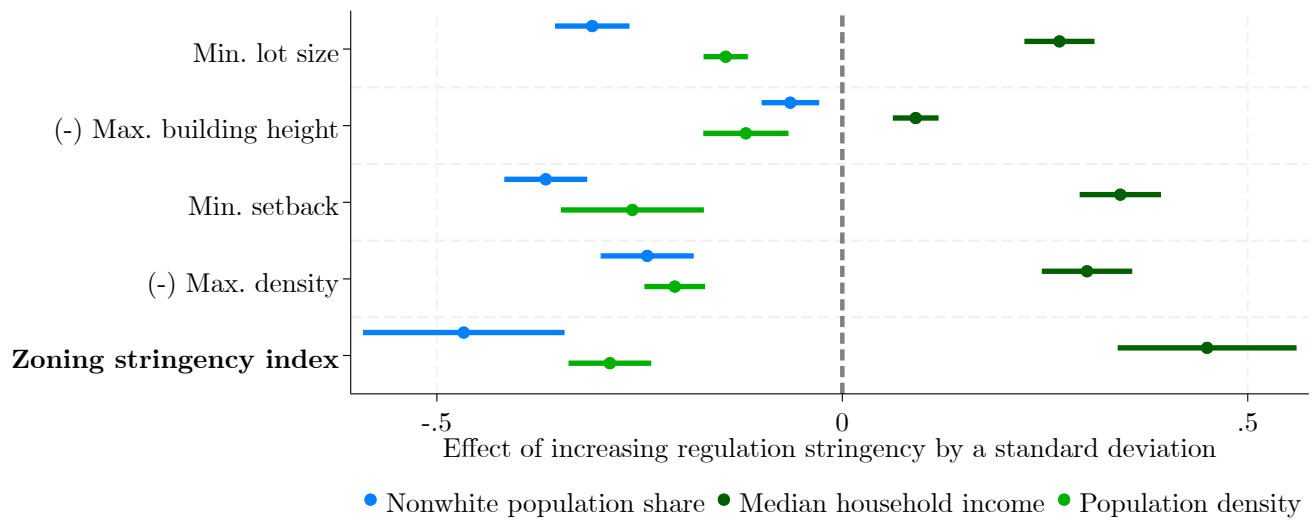 Min. lot size
(-) Max. building height
Min. setback
(-) Max. density
Zoning stringency index
-.5 0 .5
Effect of increasing regulation stringency by a standard deviation
Nonwhite population share Median household income Population density